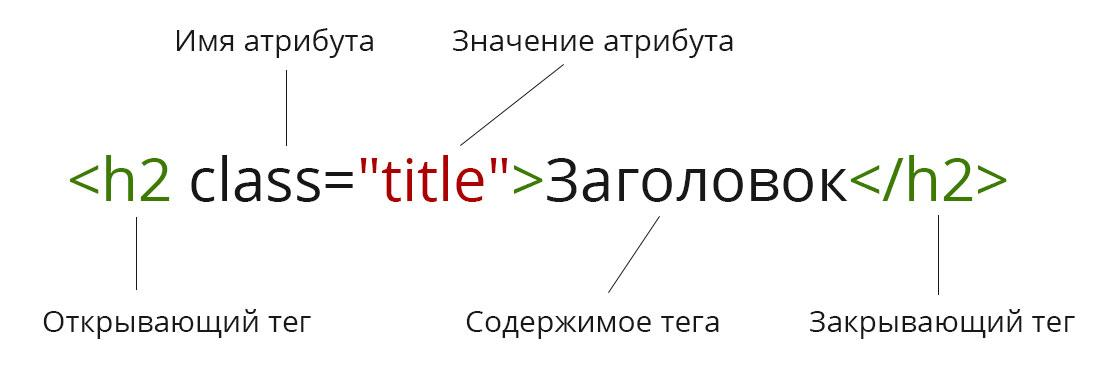 Имя атрибута Значение атрибута
<h2 class="title">Заголовок</h2>
Открывающий тег Содержимое тега Закрывающий тег